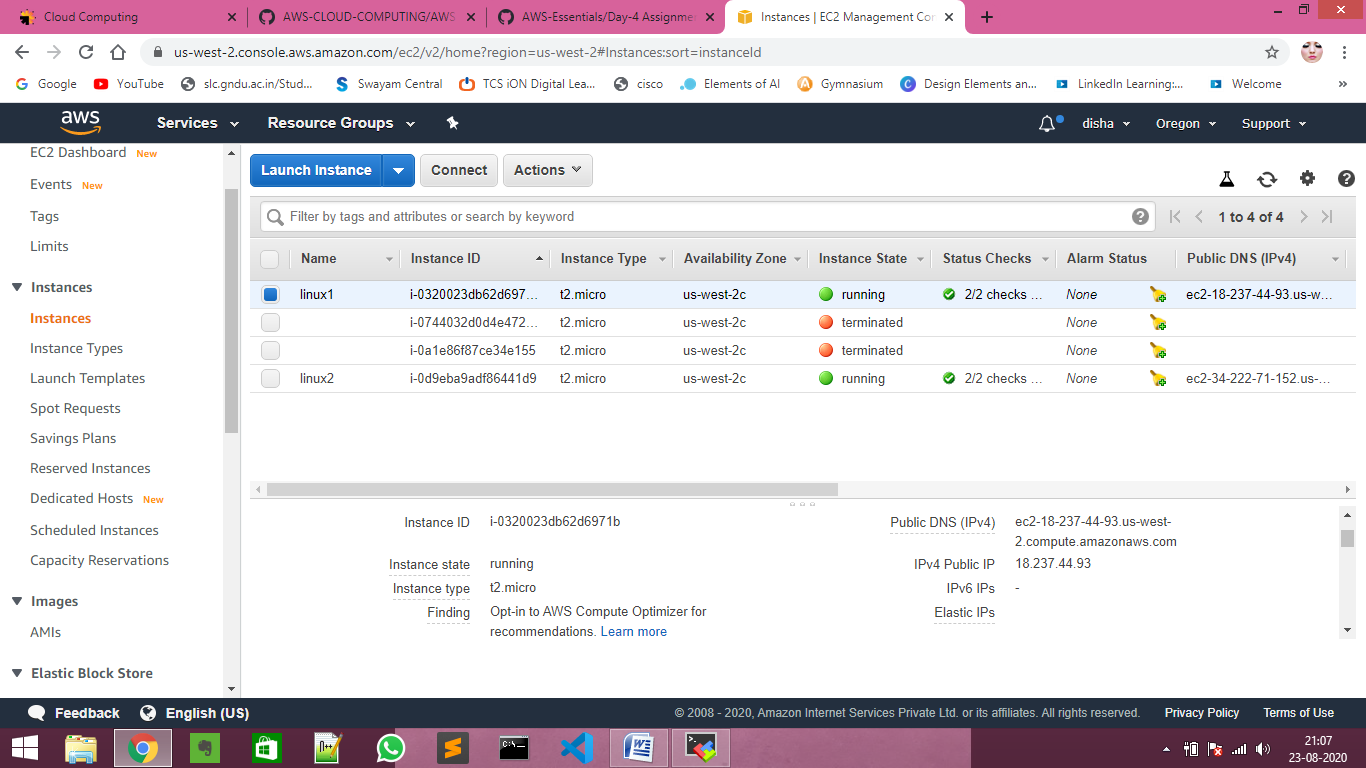 Cloud Computing
AWS-CLOUD-COMPUTING/AWS
AWS-Essentials/Day-4 Assignme
Instances | EC2 Management Con
us-west-2.console.aws.amazon.com/ec2/v2/home?region=us-west-2#Instances:sort=instanceId
Google YouTube slc.gndu.ac.in/Stud... Swayam Central TCS iON Digital Lea... cisco Elements of AI Gymnasium Design Elements an... LinkedIn Learning:... Welcome »
aws Services Resource Groups disha Oregon Support
EC2 Dashboard New
Events New
Tags
Limits
Instances
Instances
Instance Types
Launch Templates
Spot Requests
Savings Plans
Reserved Instances
Dedicated Hosts New
Scheduled Instances
Capacity Reservations
Images
AMIs
Elastic Block Store
Launch Instance Connect Actions
Filter by tags and attributes or search by keyword 1 to 4 of 4
Name Instance ID Instance Type Availability Zone Instance State Status Checks Alarm Status Public DNS (IPv4)
linux1 i-0320023db62d697... t2.micro us-west-2c running 2/2 checks ... None ec2-18-237-44-93.us-w...
i-0744032d0d4e472... t2.micro us-west-2c terminated None
i-0a1e86f87ce34e155 t2.micro us-west-2c terminated None
linux2 i-0d9eba9adf86441d9 t2.micro us-west-2c running 2/2 checks ... None ec2-34-222-71-152.us-...
Instance ID i-0320023db62d6971b
Instance state running
Instance type t2.micro
Finding Opt-in to AWS Compute Optimizer for
recommendations. Learn more
Public DNS (IPv4) ec2-18-237-44-93.us-west-
2.compute.amazonaws.com
IPv4 Public IP 18.237.44.93
IPv6 IPs -
Elastic IPs
Feedback English (US) © 2008 - 2020, Amazon Internet Services Private Ltd. or its affiliates. All rights reserved. Privacy Policy Terms of Use
21:07
23-08-2020